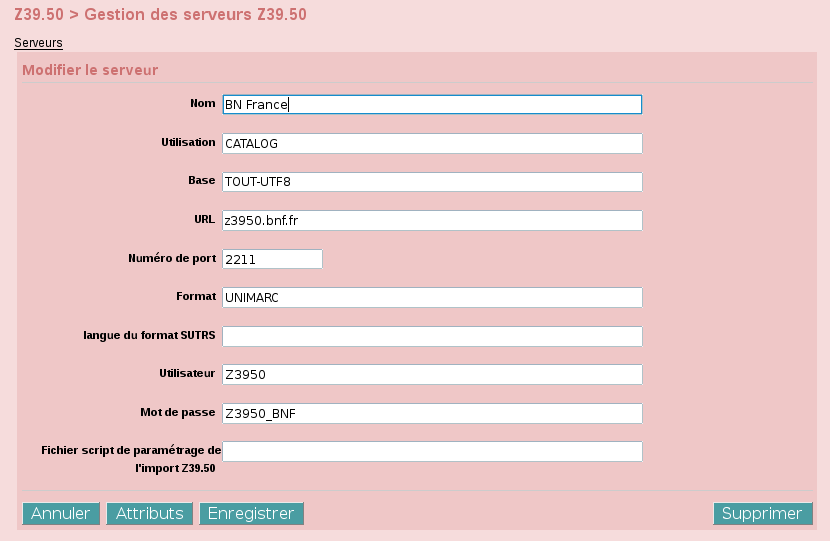 Z39.50 > Gestion des serveurs Z39.50
Serveurs
Modifier le serveur
Nom BN France
Utilisation CATALOG
Base TOUT-UTF8
URL z3950.bnf.fr
Numéro de port 2211
Format UNIMARC
langue du format SUTRS
Utilisateur Z3950
Mot de passe Z3950_BNF
Fichier script de paramétrage de
l'import Z39.50
Annuler Attributs Enregistrer Supprimer